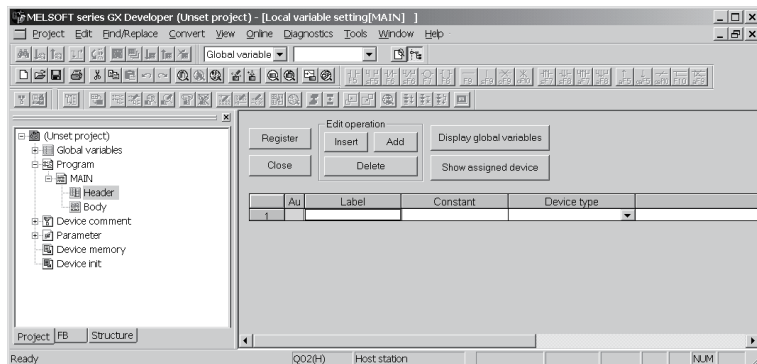 MELSOFT series GX Developer (Unset project) - [Local variable setting[MAIN]   ]
Project Edit Find/Replace Convert View Online Diagnostics Tools Window Help
Global variable
(Unset project)
Global variables
Program
MAIN
Header
Body
Device comment
Parameter
Device memory
Device init
Project FB Structure
Register
Close
Edit operation
Insert Add
Delete
Display global variables
Show assigned device
Au Label Constant Device type
1
Ready Q02(H) Host station NUM